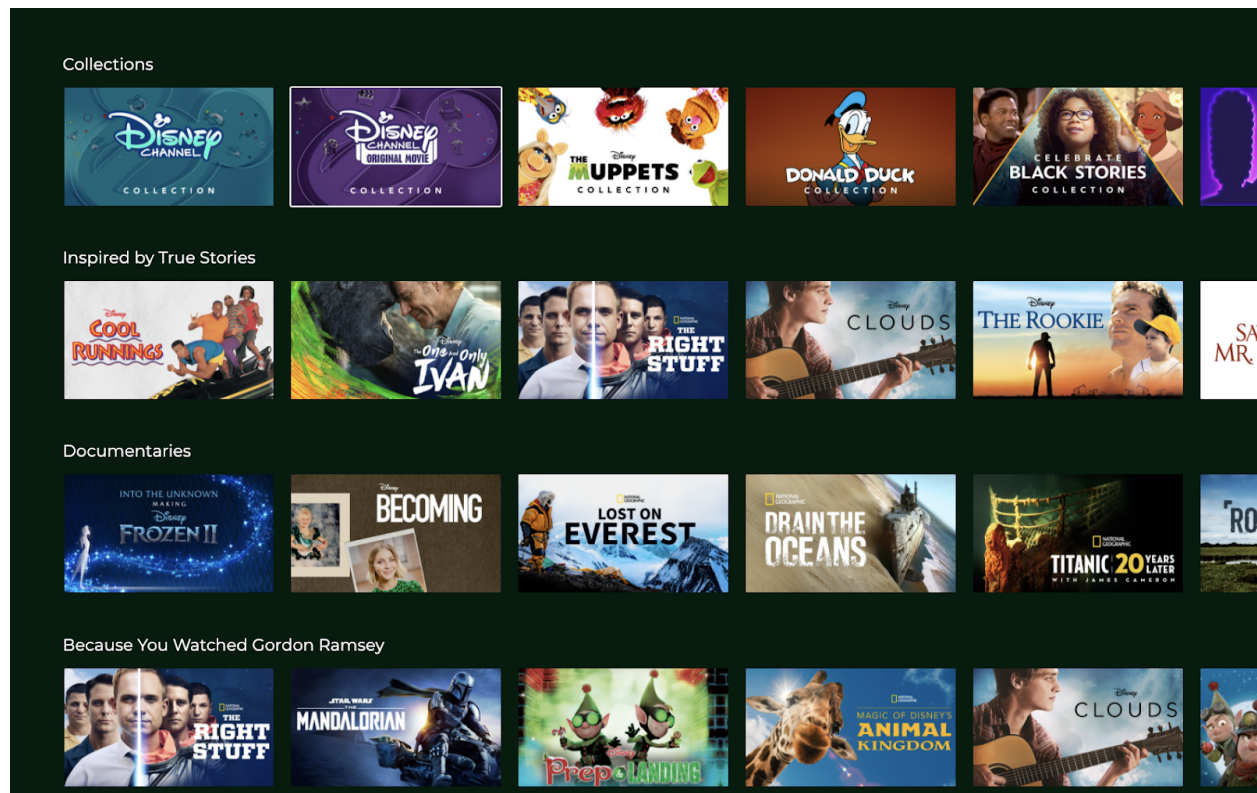 Collections
Disney
CHANNEL
COLLECTION
Disney
CHANNEL
ORIGINAL MOVIE
COLLECTION
Disney
THE MUPPETS
COLLECTION
DONALD DUCK
COLLECTION
CELEBRATE
BLACK STORIES
COLLECTION
Inspired by True Stories
Disney
COOL
RUNNINGS
Disney
The One and Only
IVAN
NATIONAL
GEOGRAPHIC
THE
RIGHT
STUFF
Disney
CLOUDS
Disney
THE ROOKIE
SA
MR.
Documentaries
INTO THE UNKNOWN
MAKING
Disney
FROZEN II
Disney
BECOMING
NATIONAL
GEOGRAPHIC
LOST ON
EVEREST
NATIONAL
GEOGRAPHIC
DRAIN THE
OCEANS
NATIONAL
GEOGRAPHIC
TITANIC 20 YEARS
LATER
WITH JAMES CAMERON
RO
Because You Watched Gordon Ramsey
NATIONAL
GEOGRAPHIC
THE
RIGHT
STUFF
STAR WARS
THE
MANDALORIAN
Disney
Prep & LANDING
NATIONAL
GEOGRAPHIC
MAGIC OF DISNEY'S
ANIMAL
KINGDOM
Disney
CLOUDS